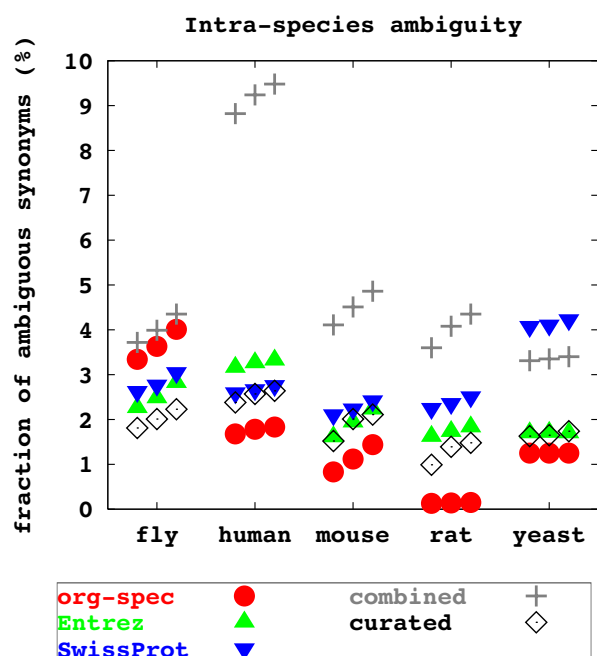 Intra-species ambiguity
fraction of ambiguous synonyms (%)
10
9
8
7
6
5
4
3
2
1
0
fly human mouse rat yeast
org-spec combined
Entrez curated
SwissProt